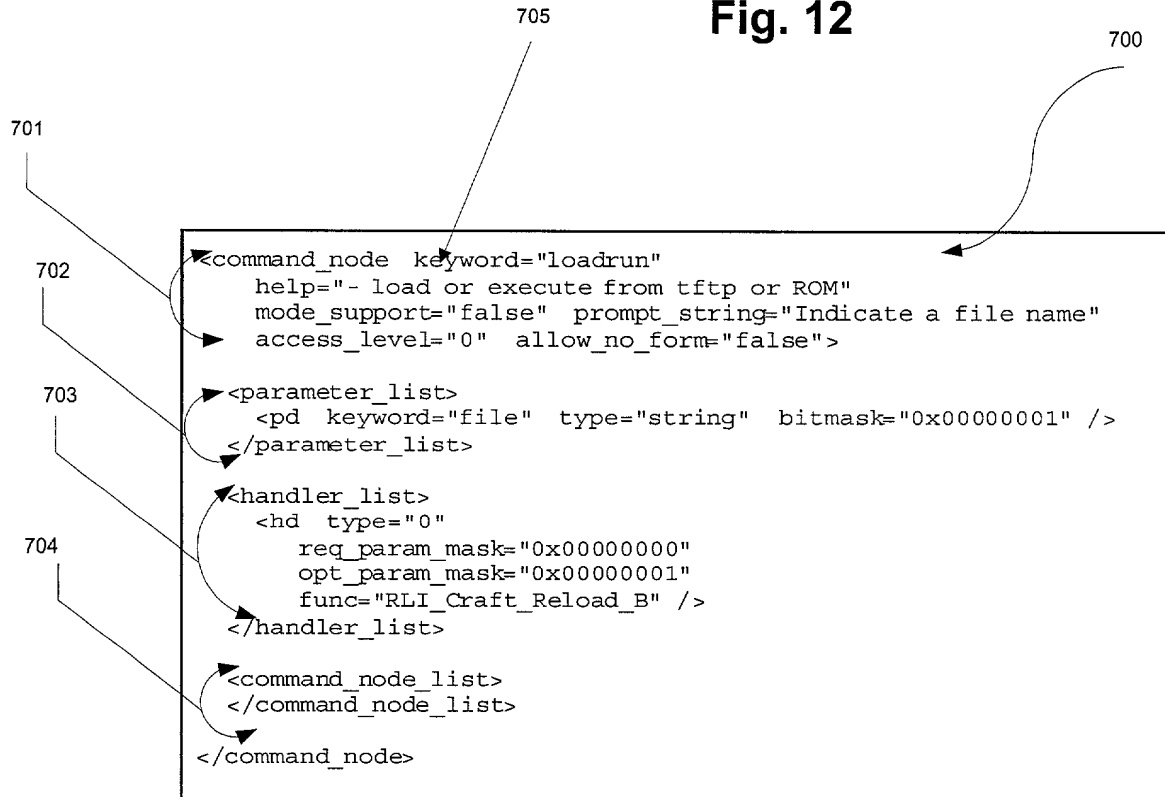 Fig. 12
705
700
701
702
703
704
<command_node keyword="loadrun"
help="- load or execute from tftp or ROM"
mode_support="false" prompt_string="Indicate a file name"
access_level="0" allow_no_form="false">
<parameter_list>
<pd keyword="file" type="string" bitmask="0x00000001" />
</parameter_list>
<handler_list>
<hd type="0"
req_param_mask="0x00000000"
opt_param_mask="0x00000001"
func="RLI_Craft_Reload_B" />
</handler_list>
<command_node_list>
</command_node_list>
</command_node>